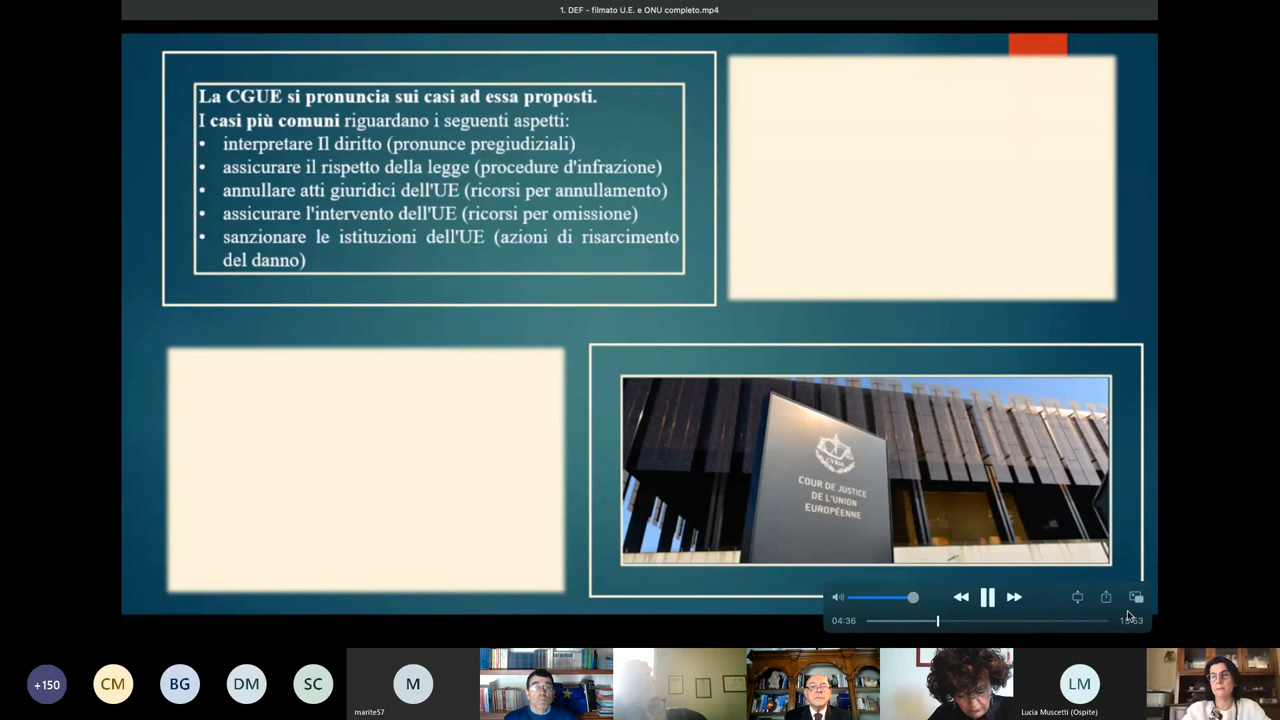 1. DEF - filmato U.E. e ONU completo.mp4
La CGUE si pronuncia sui casi ad essa proposti.
I casi più comuni riguardano i seguenti aspetti:
• interpretare Il diritto (pronunce pregiudiziali)
• assicurare il rispetto della legge (procedure d'infrazione)
• annullare atti giuridici dell'UE (ricorsi per annullamento)
• assicurare l'intervento dell'UE (ricorsi per omissione)
• sanzionare le istituzioni dell'UE (azioni di risarcimento
del danno)
COUR DE JUSTICE
DE L'UNION
EUROPÉENNE
04:36
+150
CM
BG
DM
SC
M
marite57
LM
Lucia Muscetti (Ospite)